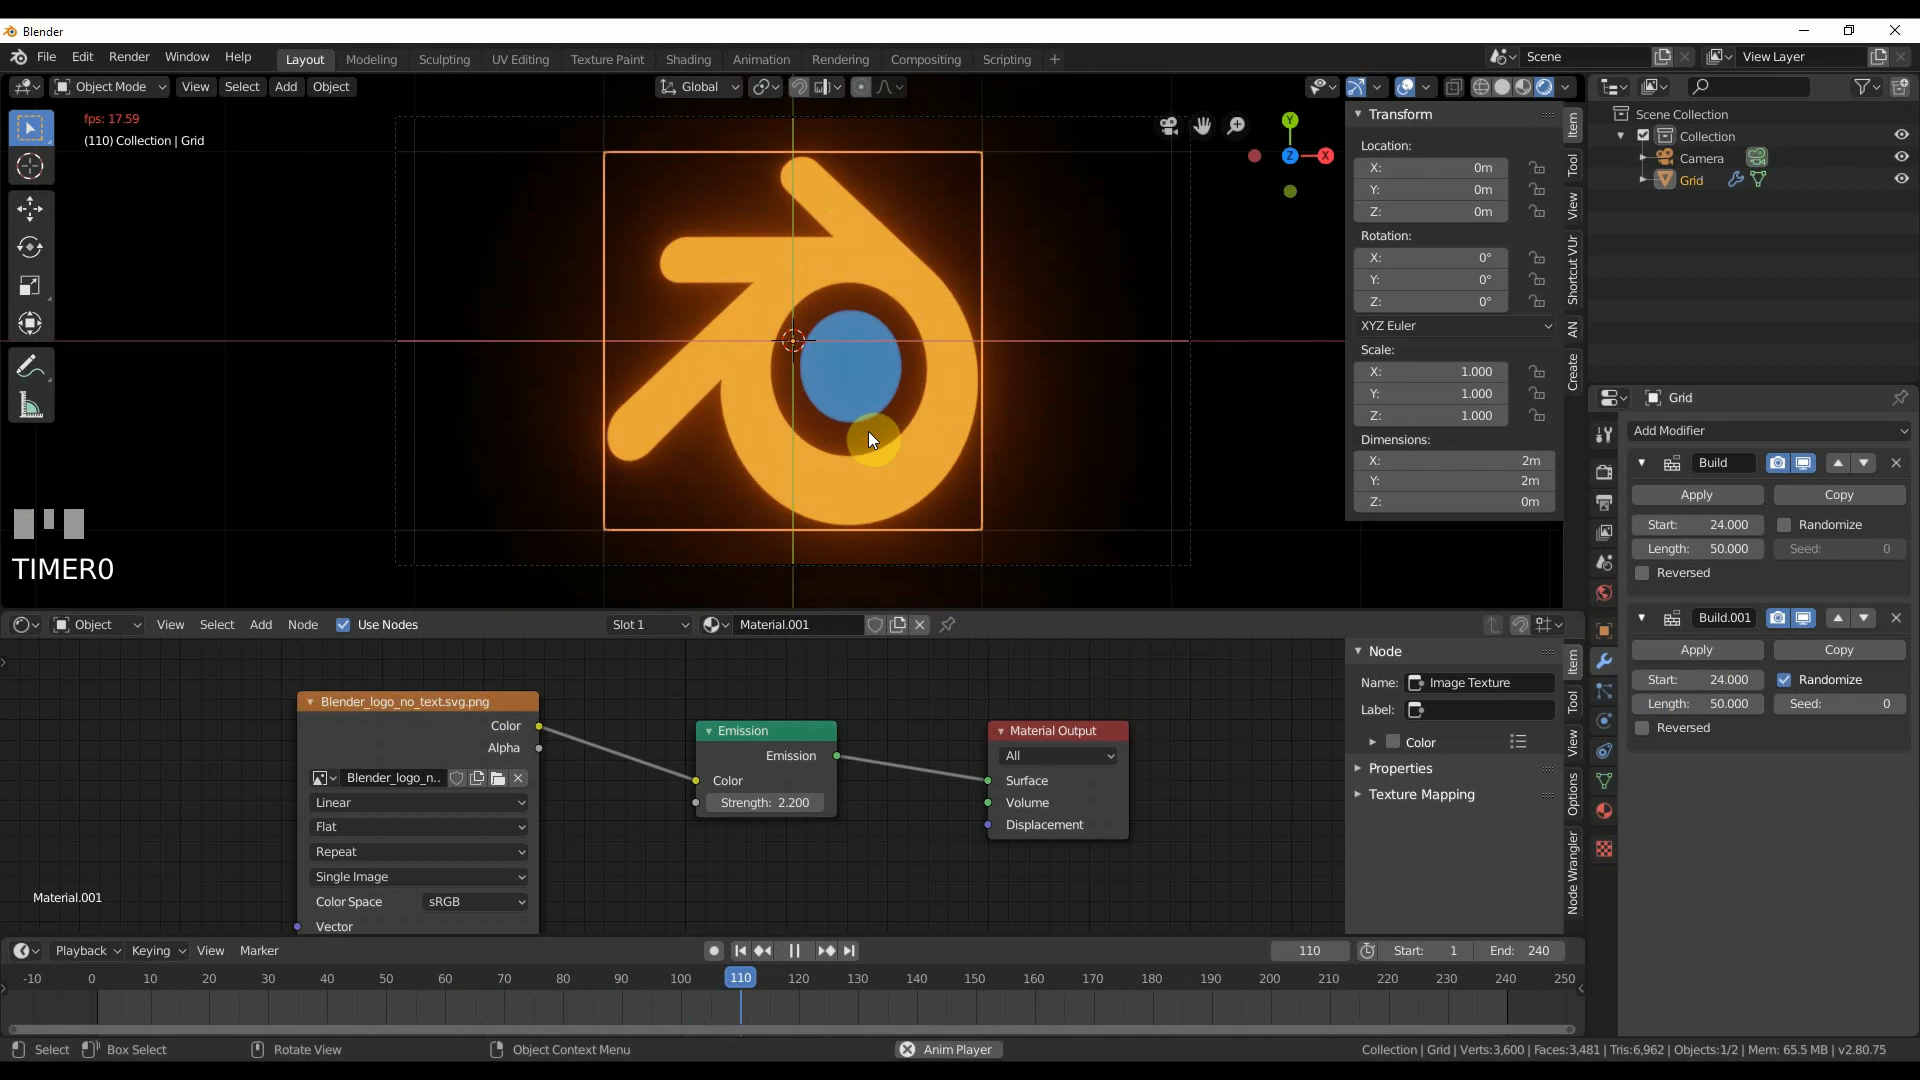 Blender
File Edit Render Window Help Layout Modeling Sculpting UV Editing Texture Paint Shading Animation Rendering Compositing Scripting + Scene View Layer
Object Mode View Select Add Object Global
fps: 17.59
(110) Collection | Grid
Y
Z X
TIMER0
Transform
Location:
X: 0m
Y: 0m
Z: 0m
Rotation:
X: 0°
Y: 0°
Z: 0°
XYZ Euler
Scale:
X: 1.000
Y: 1.000
Z: 1.000
Dimensions:
X: 2m
Y: 2m
Z: 0m
Item
Tool
View
Shortcut VUr
AN
Create
Scene Collection
Collection
Camera
Grid
Grid
Add Modifier
Build
Apply Copy
Start: 24.000 Randomize
Length: 50.000 Seed: 0
Reversed
Build.001
Apply Copy
Start: 24.000 Randomize
Length: 50.000 Seed: 0
Reversed
Object View Select Add Node Use Nodes Slot 1 Material.001
Blender_logo_no_text.svg.png
Color
Alpha
Blender_logo_n..
Linear
Flat
Repeat
Single Image
Color Space sRGB
Vector
Material.001
Emission
Emission
Color
Strength: 2.200
Material Output
All
Surface
Volume
Displacement
Node
Name: Image Texture
Label:
Color
Properties
Texture Mapping
Item
Tool
View
Options
Node Wrangler
Playback Keying View Marker 110 Start: 1 End: 240
-10 0 10 20 30 40 50 60 70 80 90 100 110 120 130 140 150 160 170 180 190 200 210 220 230 240 250
Select Box Select Rotate View Object Context Menu Anim Player Collection | Grid | Verts:3,600 | Faces:3,481 | Tris:6,962 | Objects:1/2 | Mem: 65.5 MB | v2.80.75